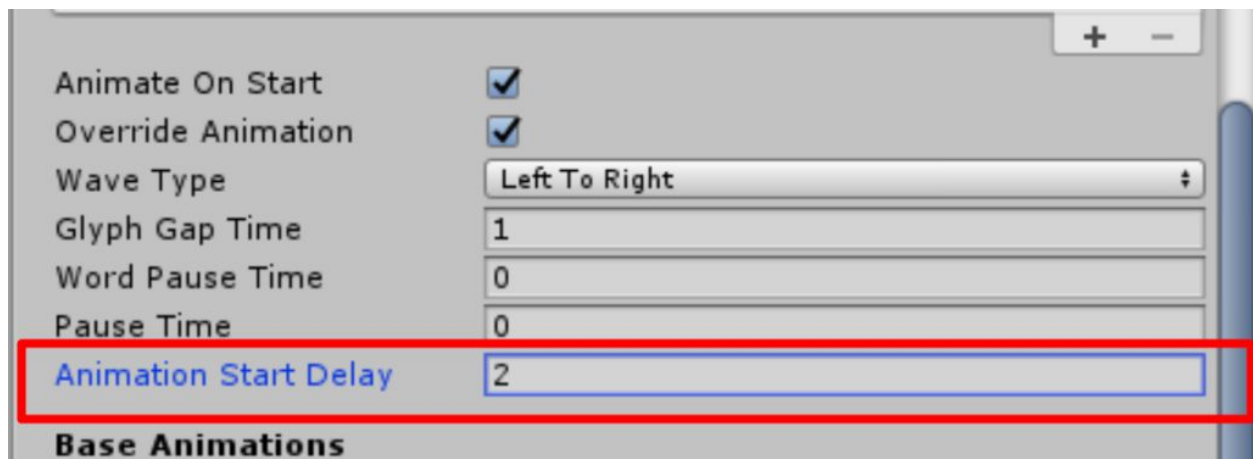 + −
Animate On Start
Override Animation
Wave Type Left To Right
Glyph Gap Time 1
Word Pause Time 0
Pause Time 0
Animation Start Delay 2
Base Animations